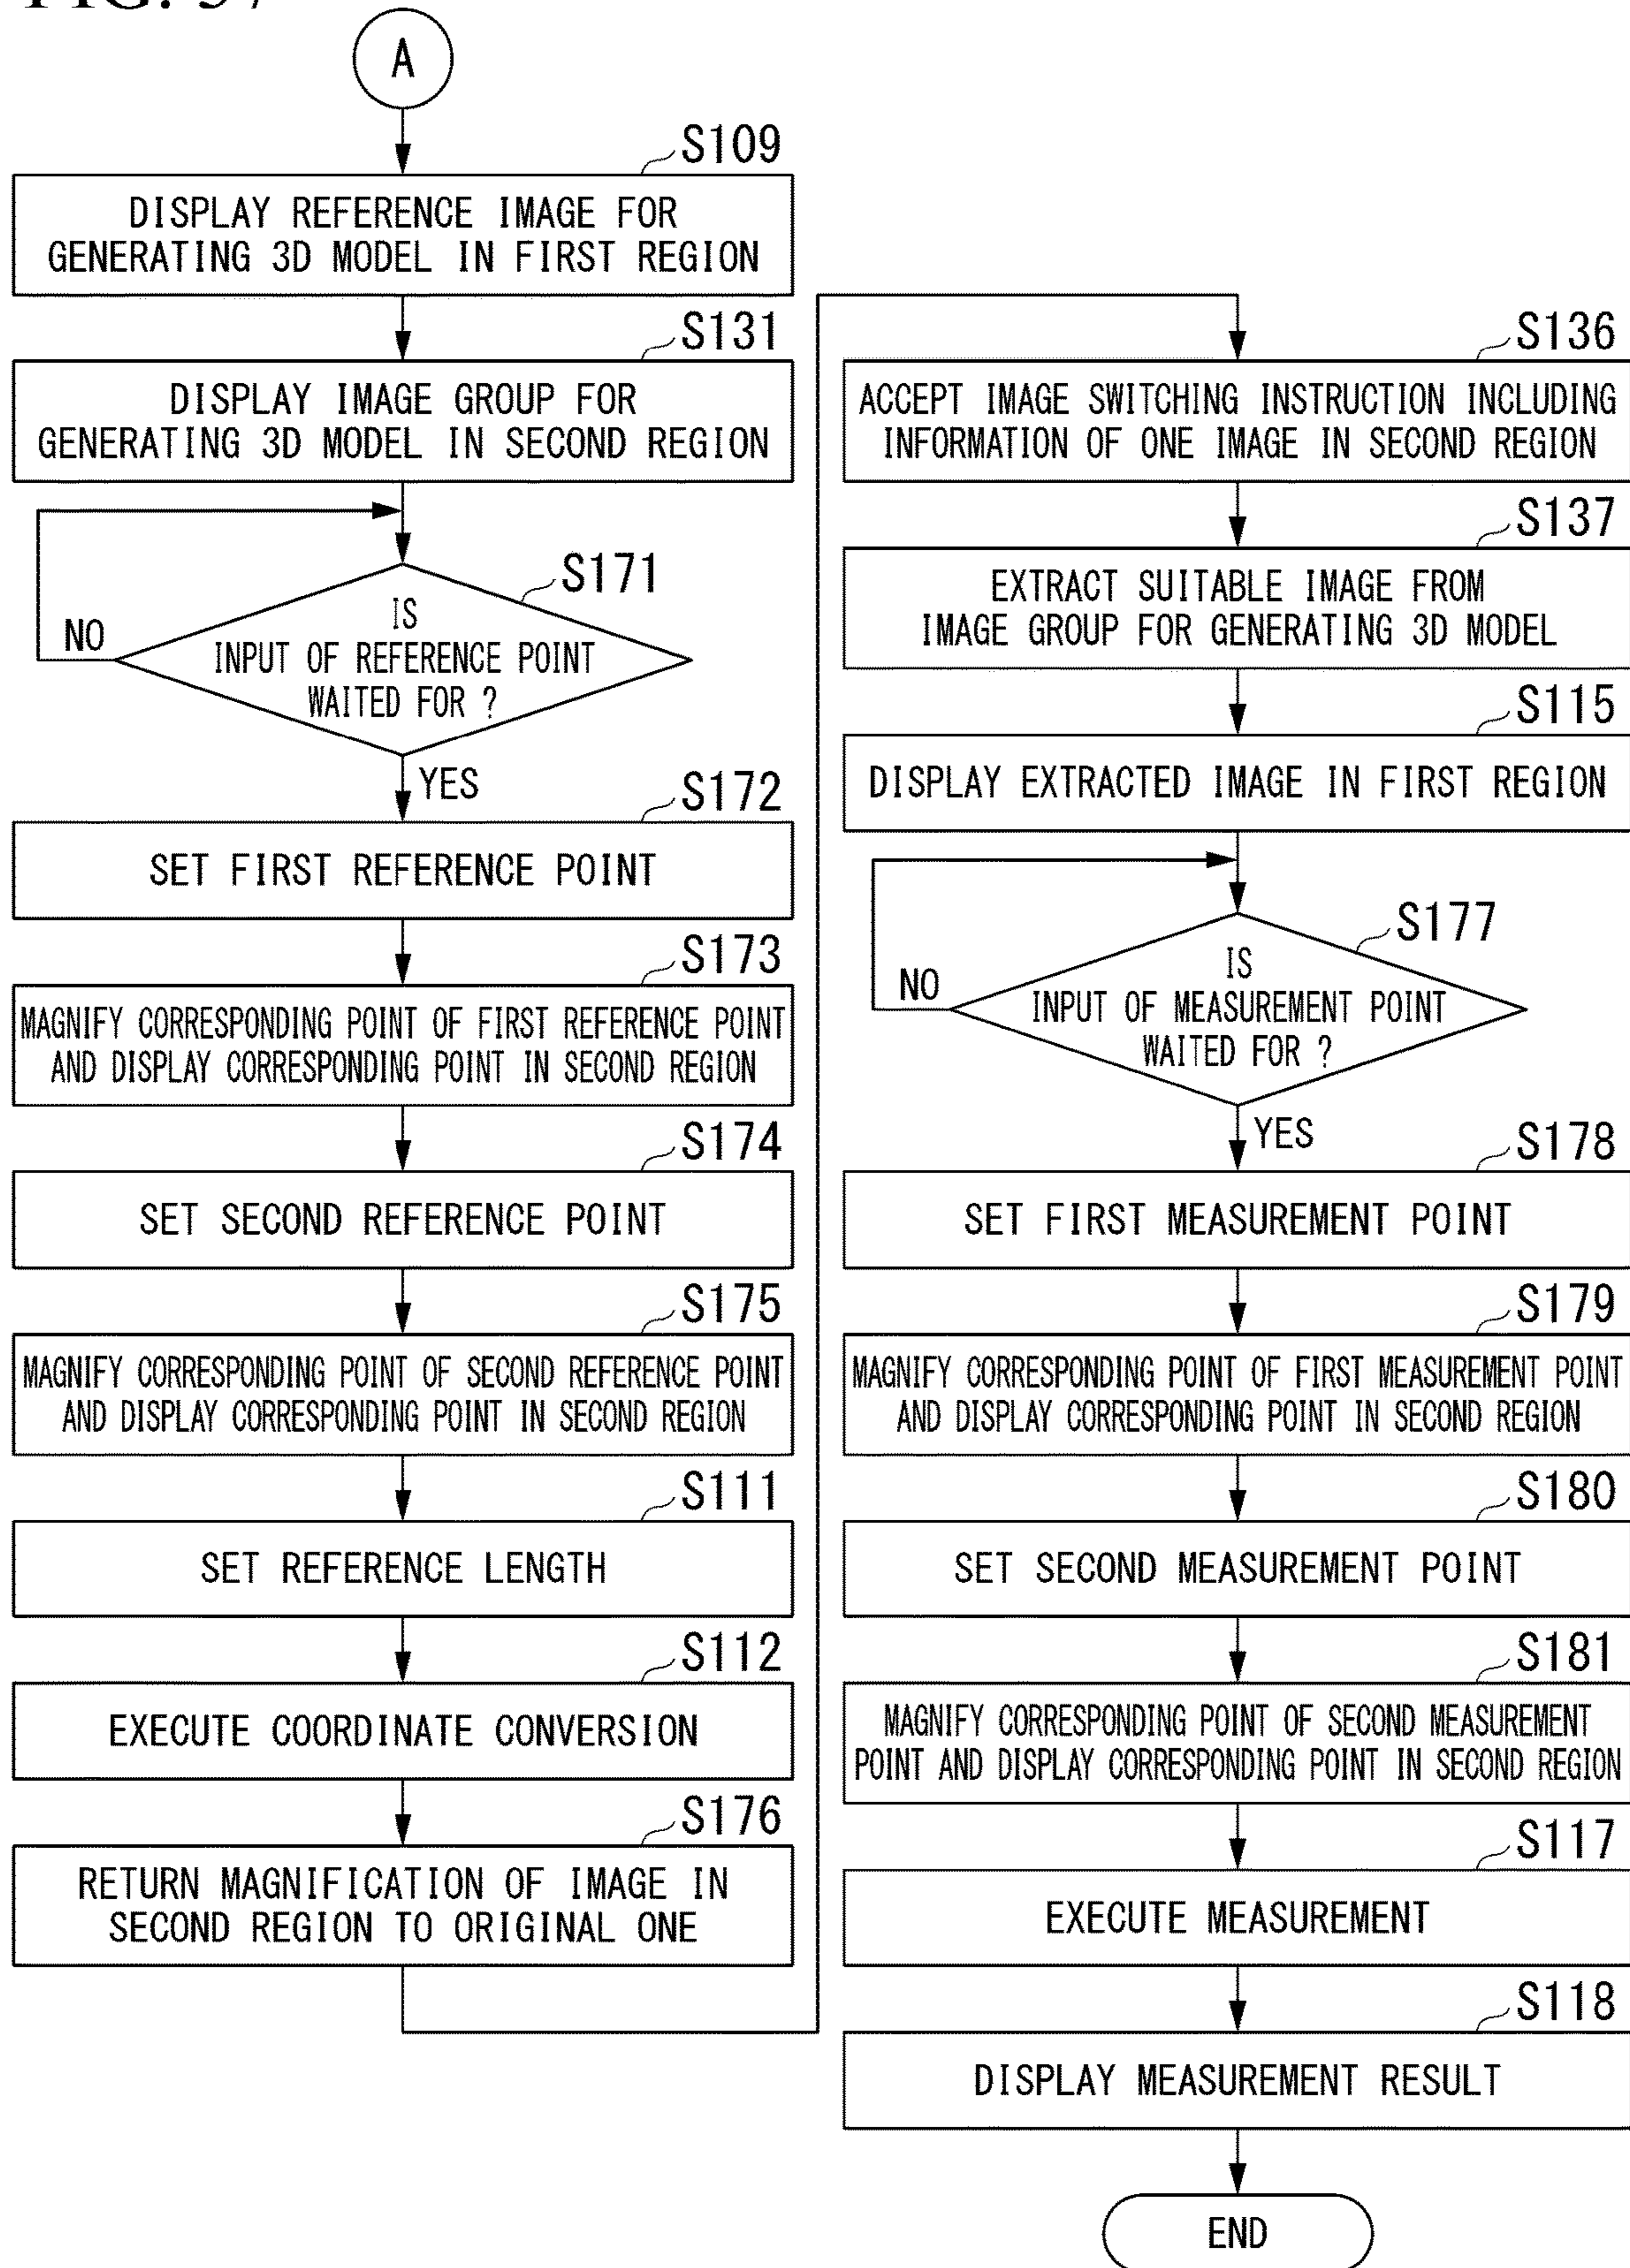 A
S109
DISPLAY REFERENCE IMAGE FOR
GENERATING 3D MODEL IN FIRST REGION
S131
DISPLAY IMAGE GROUP FOR
GENERATING 3D MODEL IN SECOND REGION
S171
NO
IS
INPUT OF REFERENCE POINT
WAITED FOR ?
YES
S172
SET FIRST REFERENCE POINT
S173
MAGNIFY CORRESPONDING POINT OF FIRST REFERENCE POINT
AND DISPLAY CORRESPONDING POINT IN SECOND REGION
S174
SET SECOND REFERENCE POINT
S175
MAGNIFY CORRESPONDING POINT OF SECOND REFERENCE POINT
AND DISPLAY CORRESPONDING POINT IN SECOND REGION
S111
SET REFERENCE LENGTH
S112
EXECUTE COORDINATE CONVERSION
S176
RETURN MAGNIFICATION OF IMAGE IN
SECOND REGION TO ORIGINAL ONE
S136
ACCEPT IMAGE SWITCHING INSTRUCTION INCLUDING
INFORMATION OF ONE IMAGE IN SECOND REGION
S137
EXTRACT SUITABLE IMAGE FROM
IMAGE GROUP FOR GENERATING 3D MODEL
S115
DISPLAY EXTRACTED IMAGE IN FIRST REGION
S177
NO
IS
INPUT OF MEASUREMENT POINT
WAITED FOR ?
YES
S178
SET FIRST MEASUREMENT POINT
S179
MAGNIFY CORRESPONDING POINT OF FIRST MEASUREMENT POINT
AND DISPLAY CORRESPONDING POINT IN SECOND REGION
S180
SET SECOND MEASUREMENT POINT
S181
MAGNIFY CORRESPONDING POINT OF SECOND MEASUREMENT
POINT AND DISPLAY CORRESPONDING POINT IN SECOND REGION
S117
EXECUTE MEASUREMENT
S118
DISPLAY MEASUREMENT RESULT
END